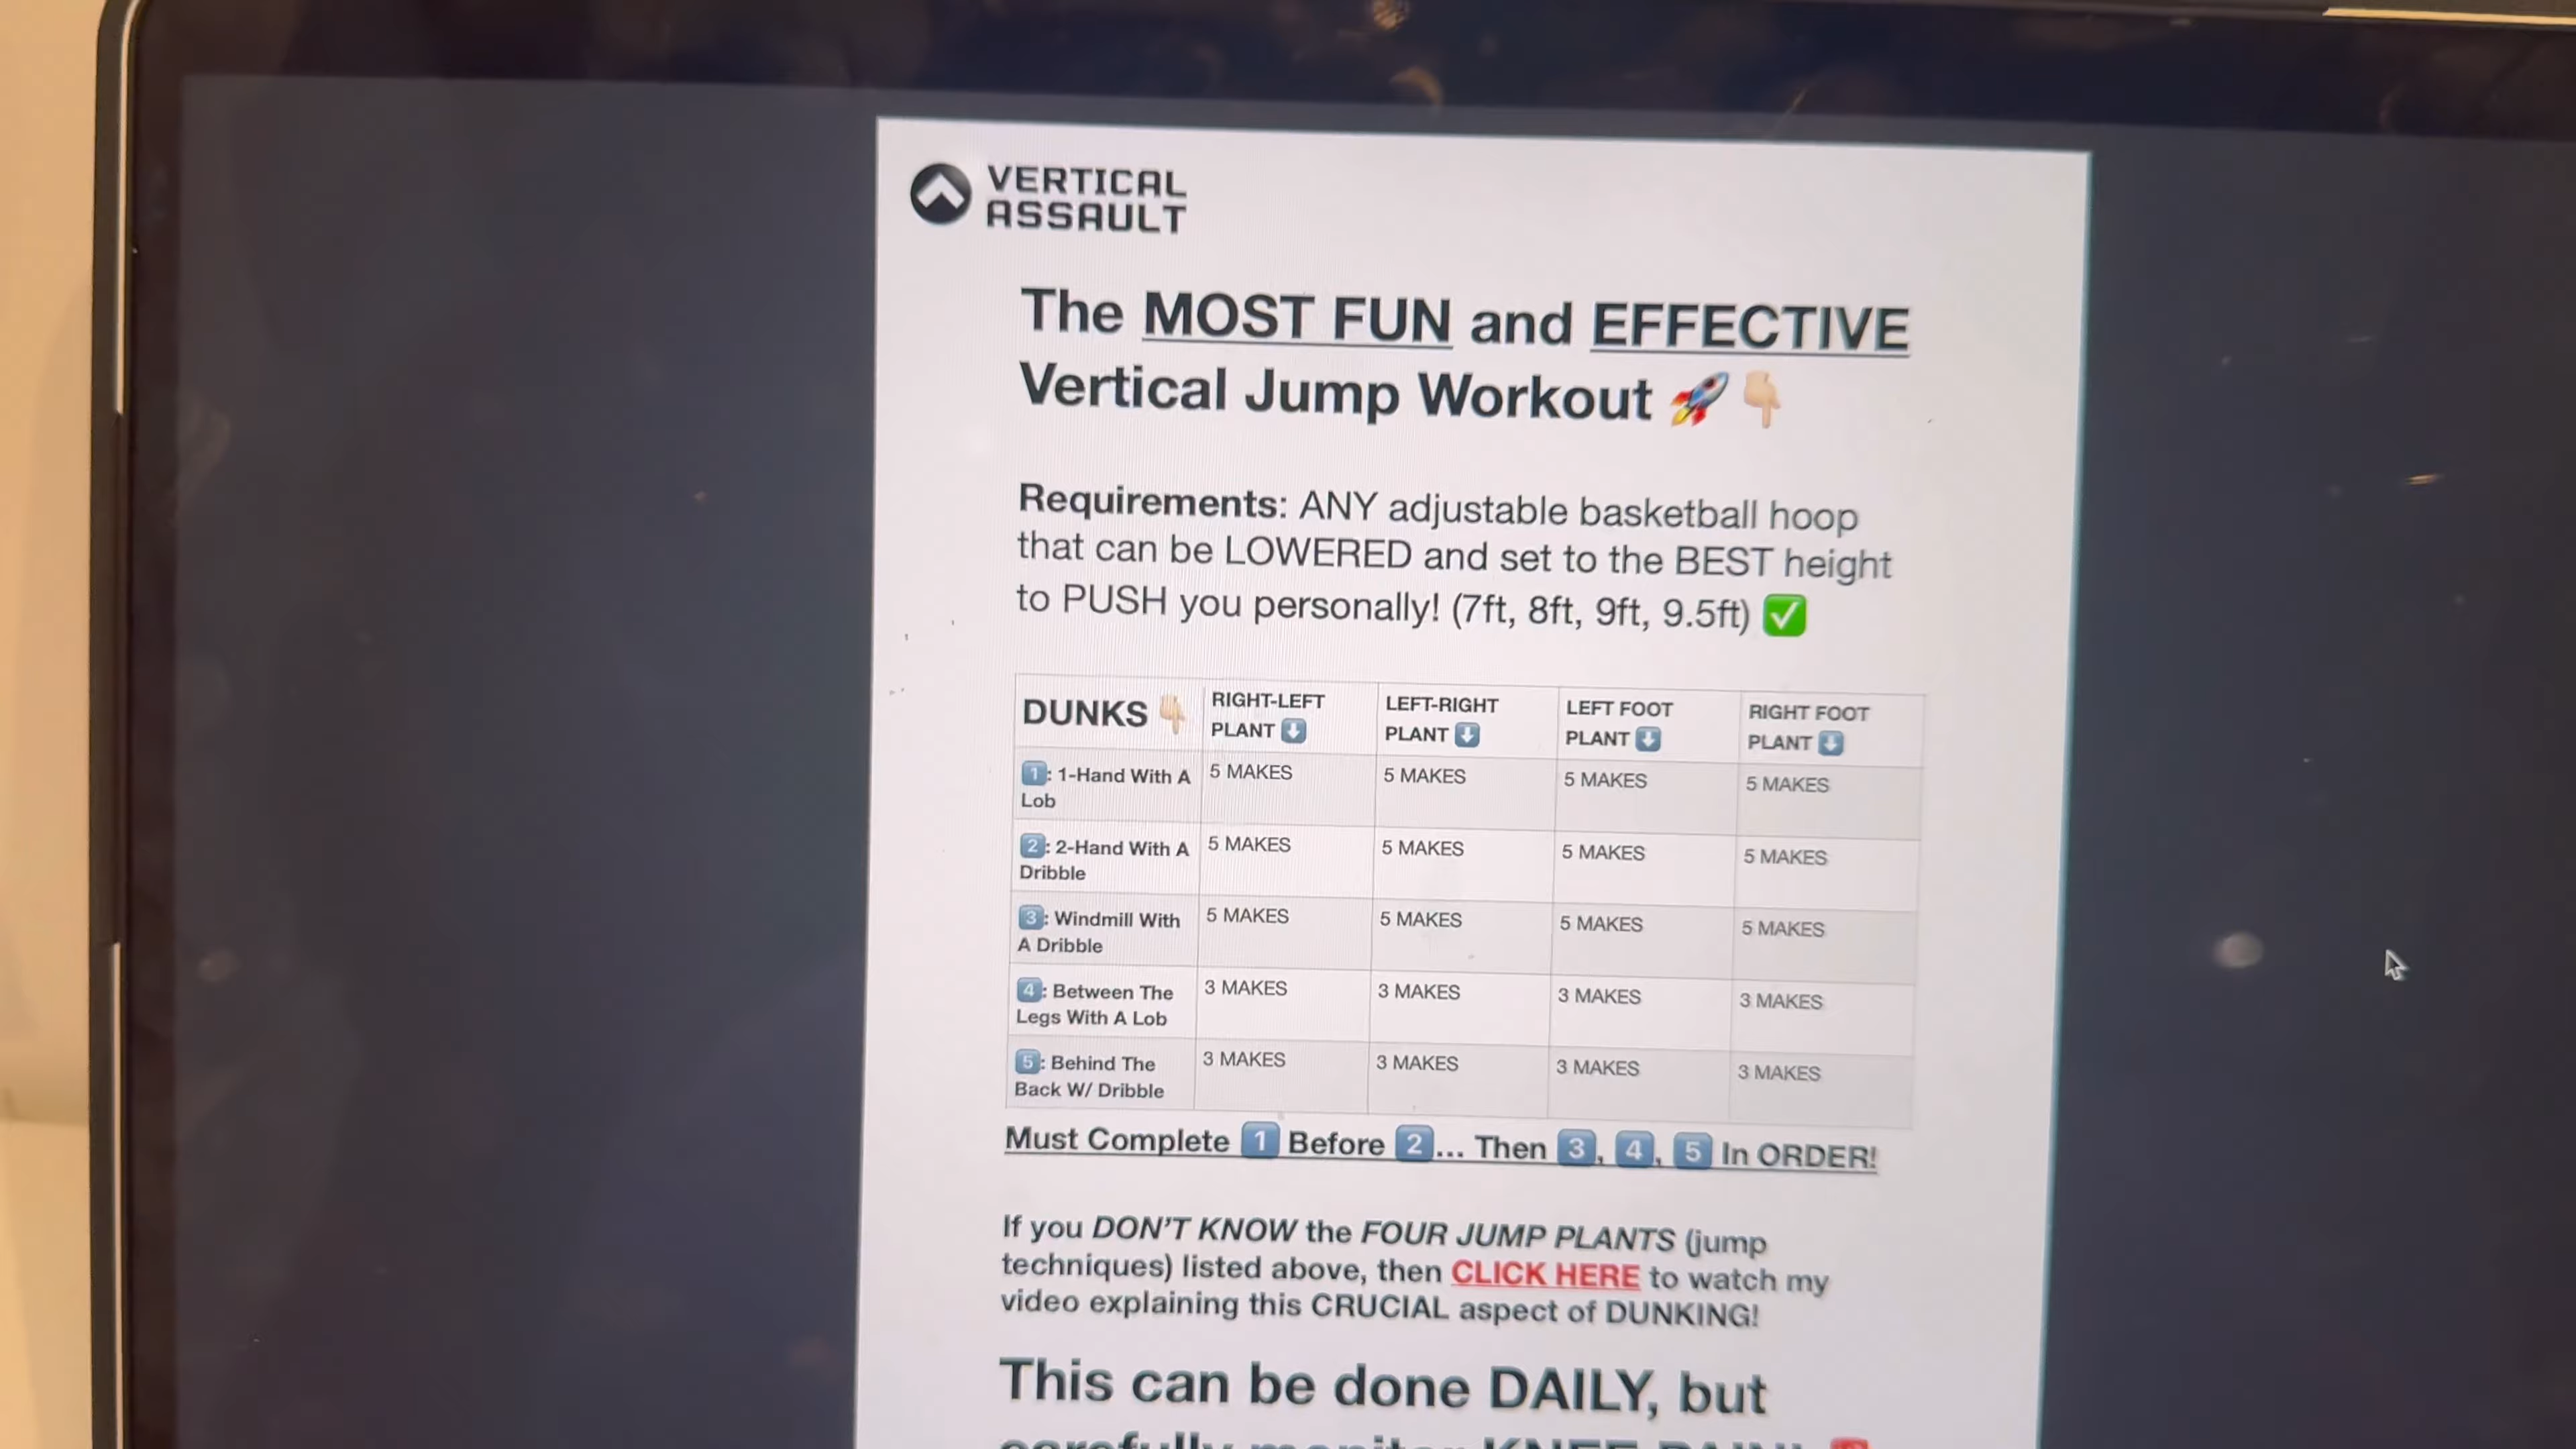 VERTICAL
ASSAULT
The MOST FUN and EFFECTIVE
Vertical Jump Workout 🚀👇🏼
Requirements: ANY adjustable basketball hoop
that can be LOWERED and set to the BEST height
to PUSH you personally! (7ft, 8ft, 9ft, 9.5ft) ✅
DUNKS 👇🏼 RIGHT-LEFT PLANT ⬇️ LEFT-RIGHT PLANT ⬇️ LEFT FOOT PLANT ⬇️ RIGHT FOOT PLANT ⬇️
1️⃣: 1-Hand With A Lob 5 MAKES 5 MAKES 5 MAKES 5 MAKES
2️⃣: 2-Hand With A Dribble 5 MAKES 5 MAKES 5 MAKES 5 MAKES
3️⃣: Windmill With A Dribble 5 MAKES 5 MAKES 5 MAKES 5 MAKES
4️⃣: Between The Legs With A Lob 3 MAKES 3 MAKES 3 MAKES 3 MAKES
5️⃣: Behind The Back W/ Dribble 3 MAKES 3 MAKES 3 MAKES 3 MAKES
Must Complete 1️⃣ Before 2️⃣... Then 3️⃣, 4️⃣, 5️⃣ In ORDER!
If you DON'T KNOW the FOUR JUMP PLANTS (jump
techniques) listed above, then CLICK HERE to watch my
video explaining this CRUCIAL aspect of DUNKING!
This can be done DAILY, but
carefully monitor KNEE PAIN!